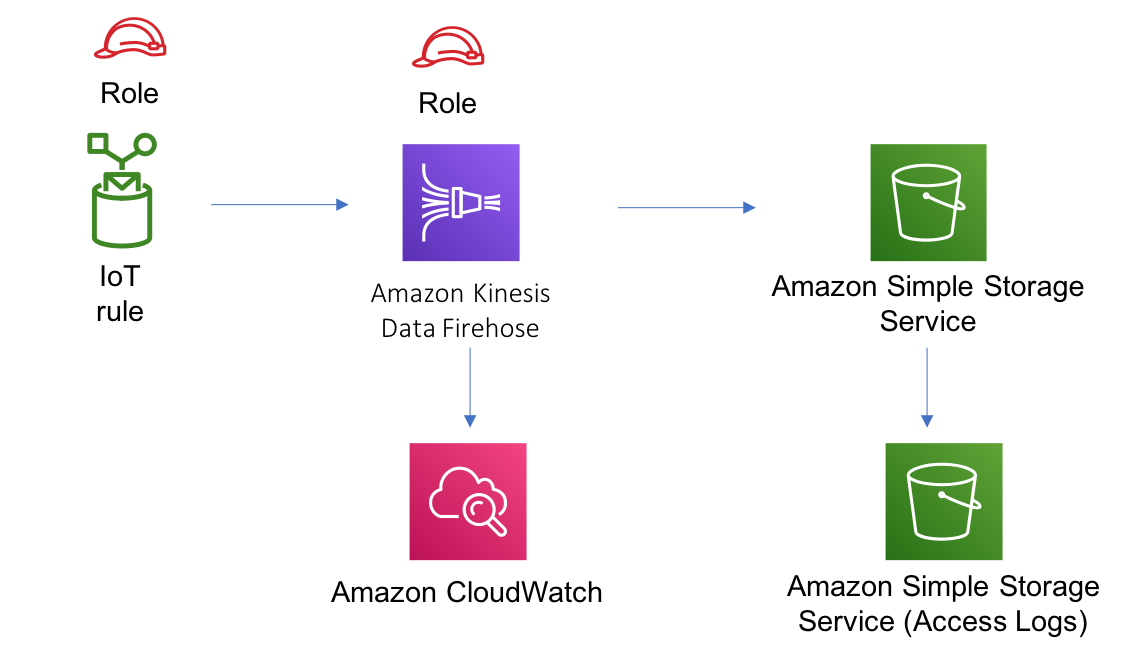 Role
Role
IoT
rule
Amazon Kinesis
Data Firehose
Amazon Simple Storage
Service
Amazon CloudWatch
Amazon Simple Storage
Service (Access Logs)